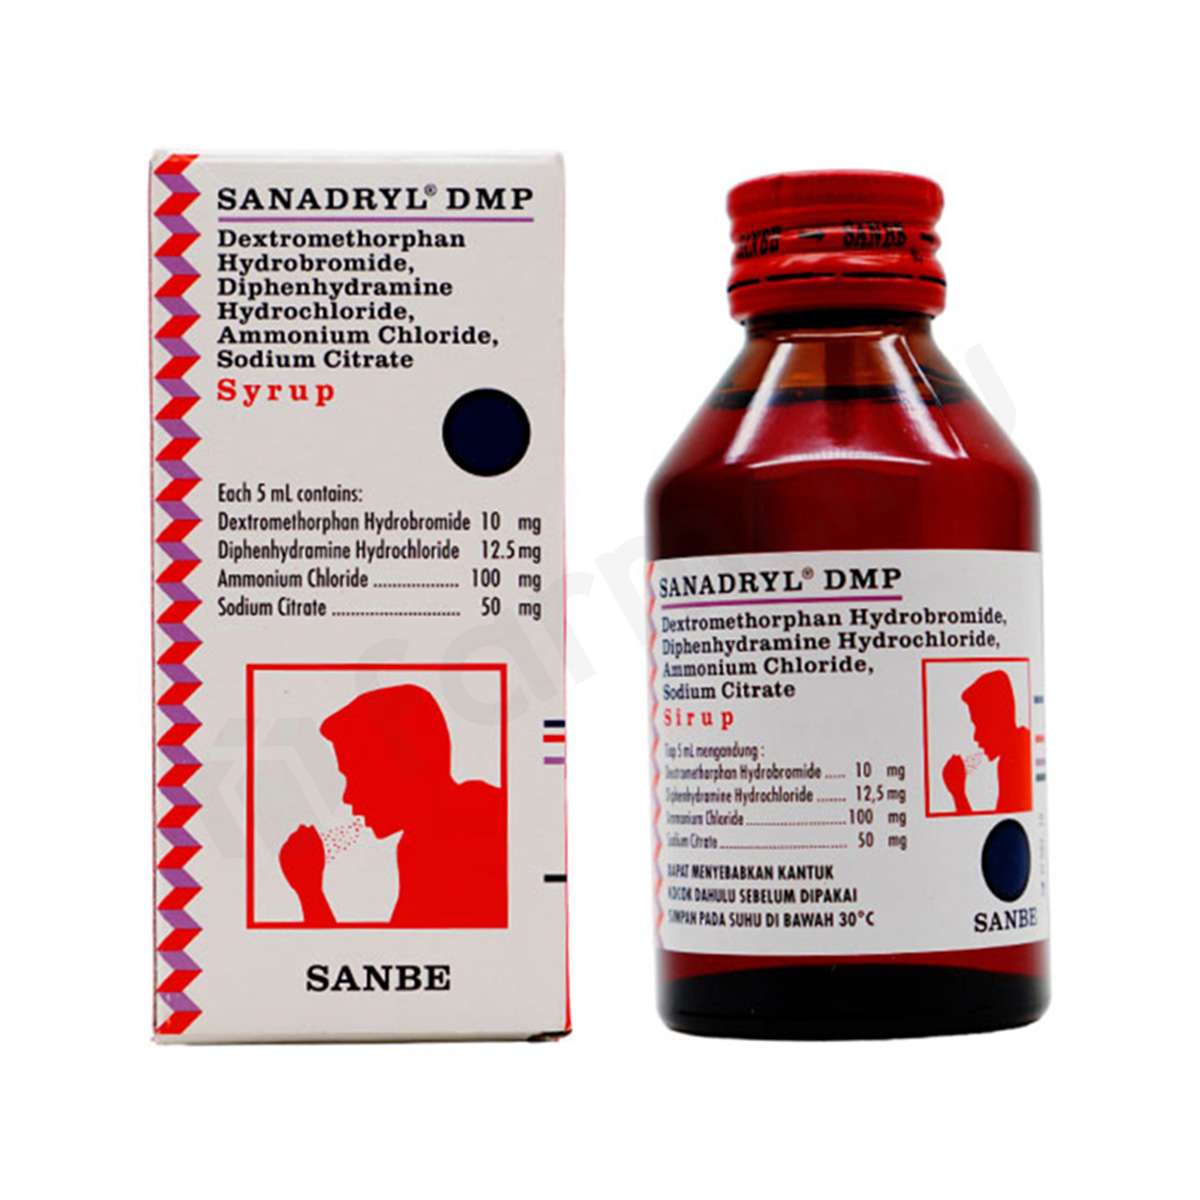 SANADRYL® DMP
Dextromethorphan
Hydrobromide,
Diphenhydramine
Hydrochloride,
Ammonium Chloride,
Sodium Citrate
Syrup
Each 5 mL contains:
Dextromethorphan Hydrobromide 10 mg
Diphenhydramine Hydrochloride 12.5 mg
Ammonium Chloride .................. 100 mg
Sodium Citrate ........................... 50 mg
SANBE
SANBE
SANADRYL® DMP
Dextromethorphan Hydrobromide,
Diphenhydramine Hydrochloride,
Ammonium Chloride,
Sodium Citrate
Sirup
Tiap 5 mL mengandung :
Dextromethorphan Hydrobromide ..... 10 mg
Diphenhydramine Hydrochloride ....... 12,5 mg
Ammonium Chloride ........................ 100 mg
Sodium Citrate ................................ 50 mg
DAPAT MENYEBABKAN KANTUK
KOCOK DAHULU SEBELUM DIPAKAI
SIMPAN PADA SUHU DI BAWAH 30°C
SANBE